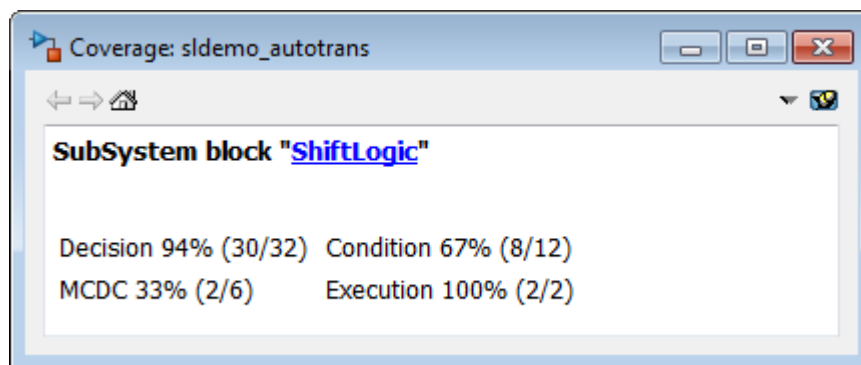 Coverage: sldemo_autotrans
SubSystem block "ShiftLogic"
Decision 94% (30/32) Condition 67% (8/12)
MCDC 33% (2/6) Execution 100% (2/2)